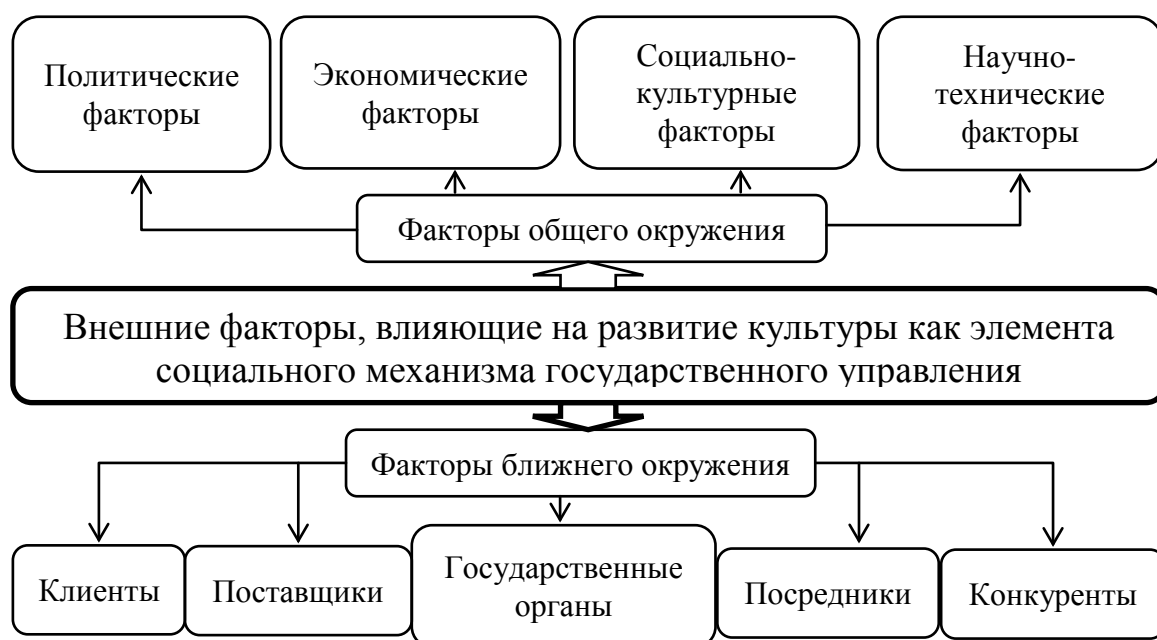 Политические
факторы
Экономические
факторы
Социально-
культурные
факторы
Научно-
технические
факторы
Факторы общего окружения
Внешние факторы, влияющие на развитие культуры как элемента
социального механизма государственного управления
Факторы ближнего окружения
Клиенты
Поставщики
Государственные
органы
Посредники
Конкуренты